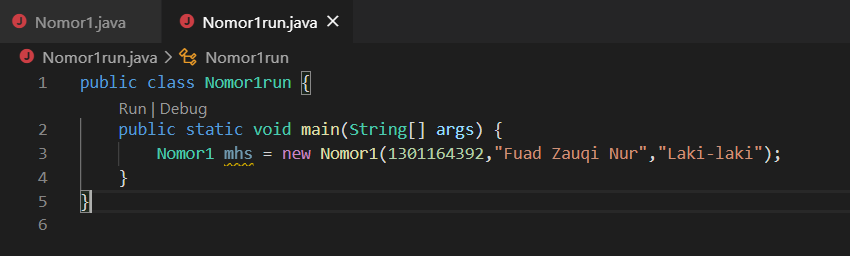 Nomor1.java Nomor1run.java
Nomor1run.java > Nomor1run
1 public class Nomor1run {
Run | Debug
2 public static void main(String[] args) {
3 Nomor1 mhs = new Nomor1(1301164392,"Fuad Zauqi Nur","Laki-laki");
4 }
5 }
6